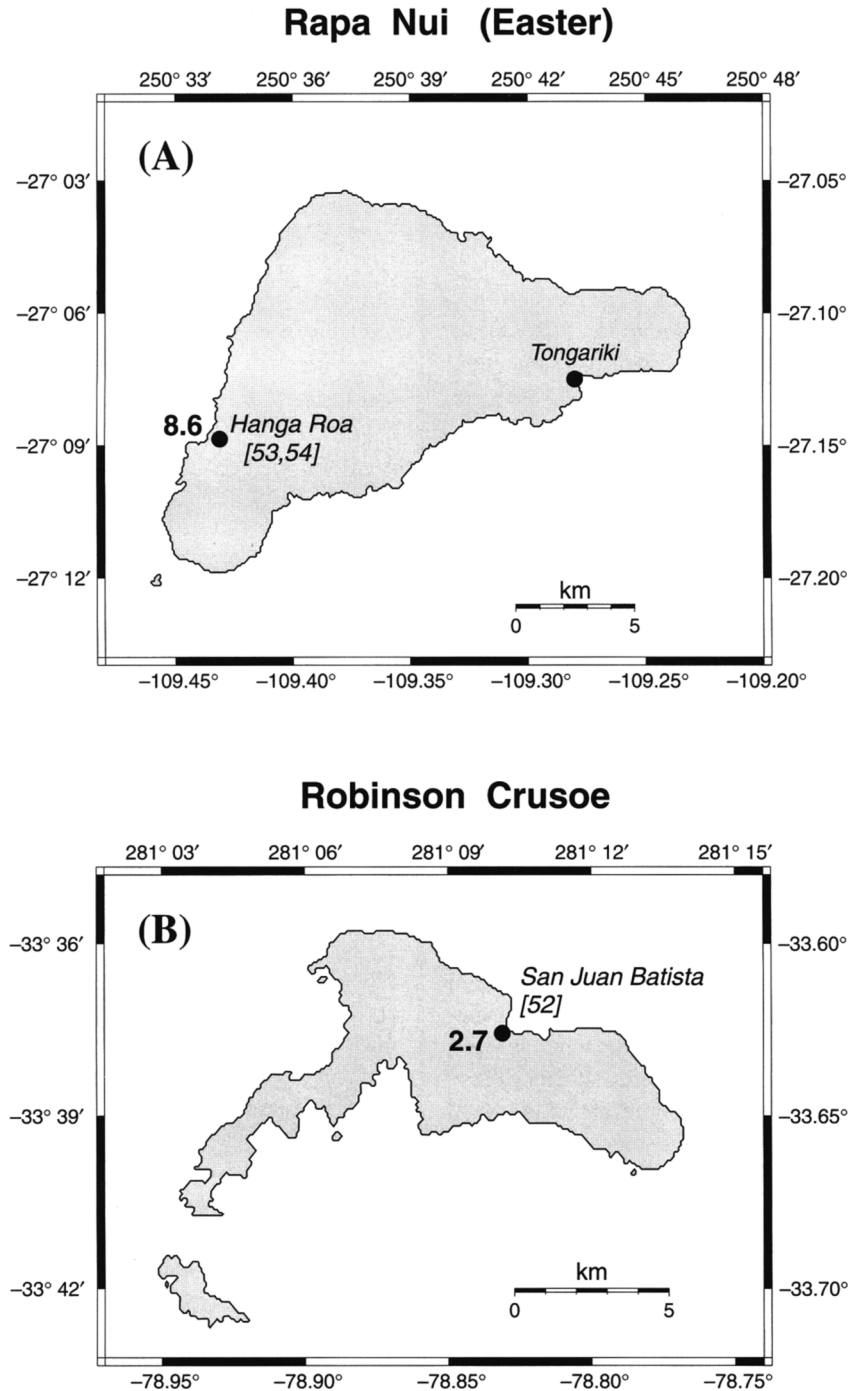 Rapa Nui (Easter)
250° 33′ 250° 36′ 250° 39′ 250° 42′ 250° 45′ 250° 48′
(A)
–27° 03′ –27.05°
–27° 06′ –27.10°
Tongariki
8.6 Hanga Roa
–27° 09′ [53,54] –27.15°
–27° 12′ –27.20°
km
0 5
–109.45° –109.40° –109.35° –109.30° –109.25° –109.20°
Robinson Crusoe
281° 03′ 281° 06′ 281° 09′ 281° 12′ 281° 15′
(B)
–33° 36′ –33.60°
San Juan Batista
[52]
2.7
–33° 39′ –33.65°
km
–33° 42′ –33.70°
0 5
–78.95° –78.90° –78.85° –78.80° –78.75°